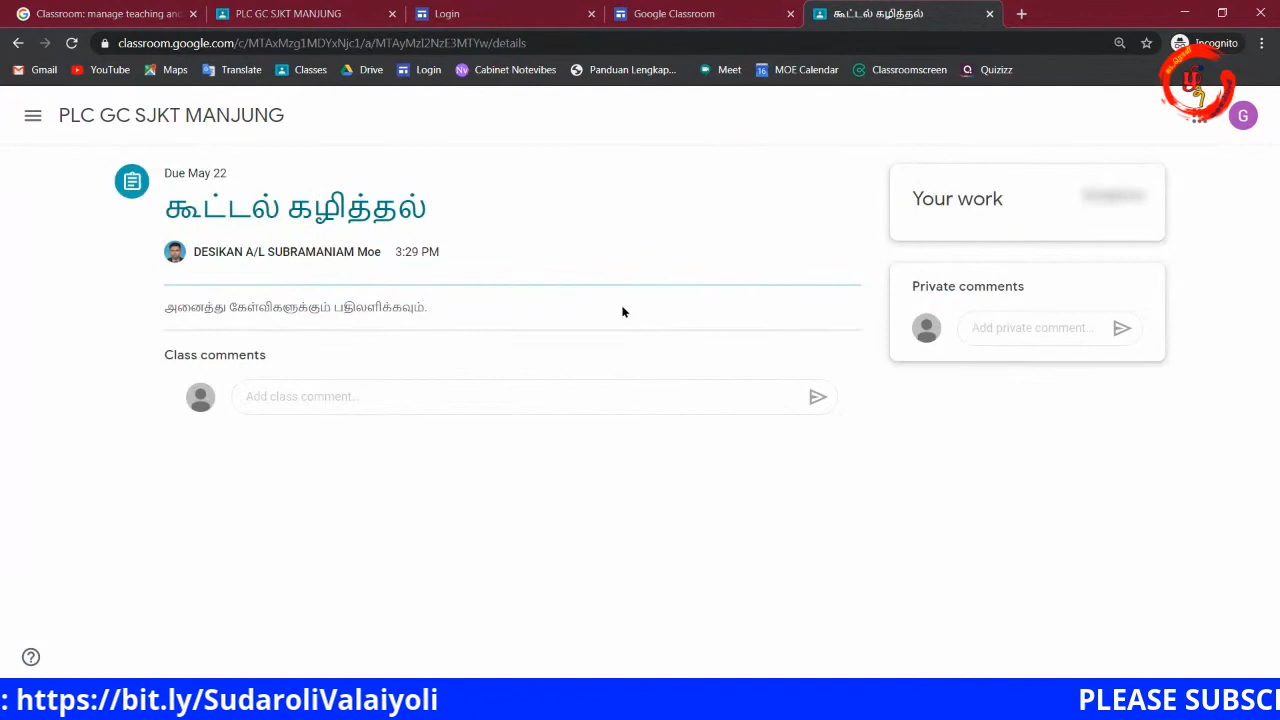 Classroom: manage teaching and
PLC GC SJKT MANJUNG
Login
Google Classroom
கூட்டல் கழித்தல்
classroom.google.com/c/MTAxMzg1MDYxNjc1/a/MTAyMzI2NzE3MTYw/details
Incognito
Gmail
YouTube
Maps
Translate
Classes
Drive
Login
Cabinet Notevibes
Panduan Lengkap...
Meet
MOE Calendar
Classroomscreen
Quizizz
PLC GC SJKT MANJUNG
G
Due May 22
கூட்டல் கழித்தல்
DESIKAN A/L SUBRAMANIAM Moe 3:29 PM
அனைத்து கேள்விகளுக்கும் பதிலளிக்கவும்.
Class comments
Add class comment...
Your work
Private comments
Add private comment...
: https://bit.ly/SudaroliValaiyoli
PLEASE SUBSC